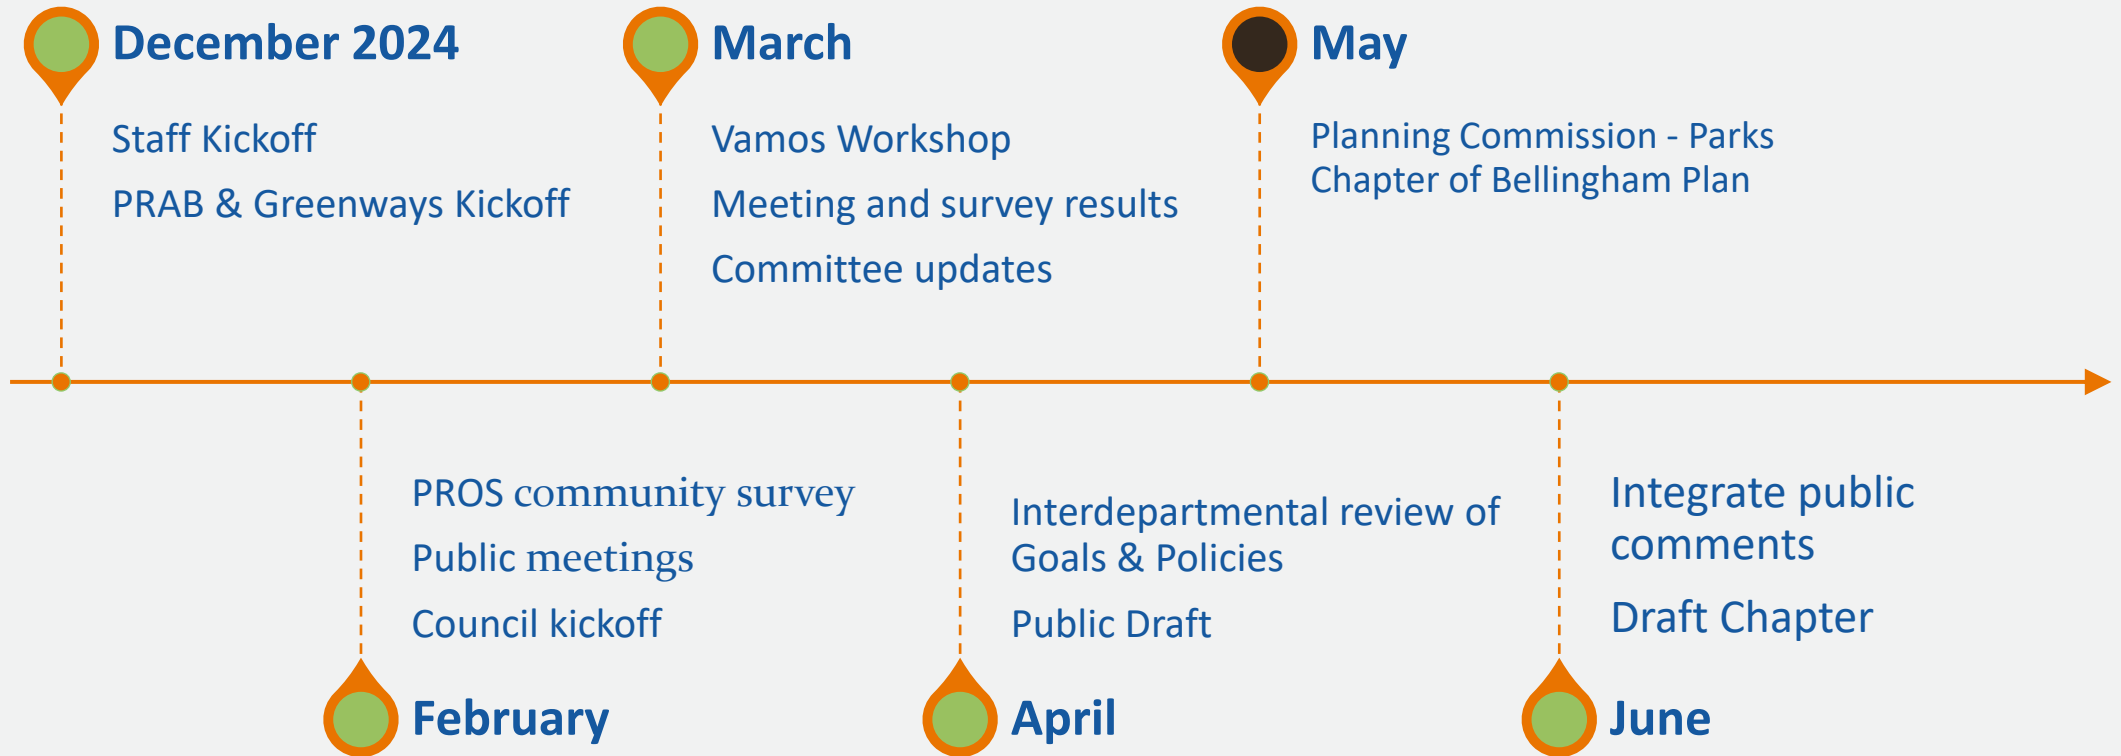 December 2024
Staff Kickoff
PRAB & Greenways Kickoff
March
Vamos Workshop
Meeting and survey results
Committee updates
May
Planning Commission - Parks
Chapter of Bellingham Plan
PROS community survey
Public meetings
Council kickoff
February
Interdepartmental review of
Goals & Policies
Public Draft
April
Integrate public
comments
Draft Chapter
June